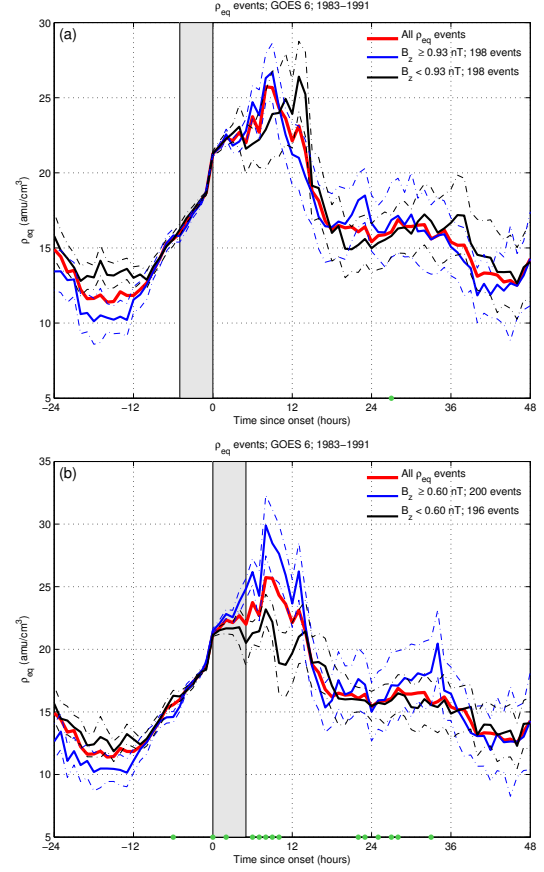 ρeq events; GOES 6; 1983−1991
(a)
All ρeq events
Bz ≥ 0.93 nT; 198 events
Bz < 0.93 nT; 198 events
30
25
20
15
10
5
ρeq (amu/cm3)
−24 −12 0 12 24 36 48
Time since onset (hours)
ρeq events; GOES 6; 1983−1991
(b)
All ρeq events
Bz ≥ 0.60 nT; 200 events
Bz < 0.60 nT; 196 events
35
30
25
20
15
10
5
ρeq (amu/cm3)
−24 −12 0 12 24 36 48
Time since onset (hours)